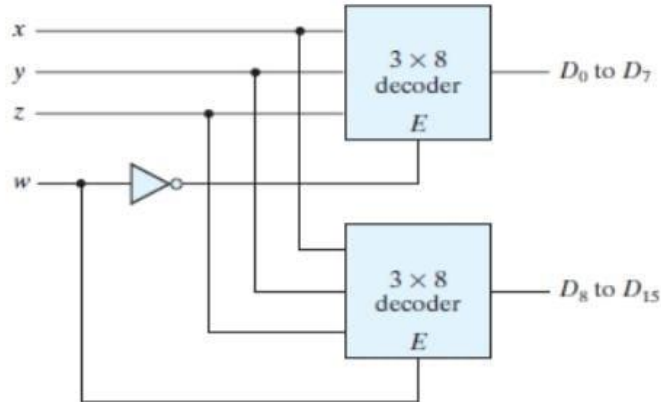 x
y
z
w
3 × 8
decoder
E
D₀ to D₇
3 × 8
decoder
E
D₈ to D₁₅